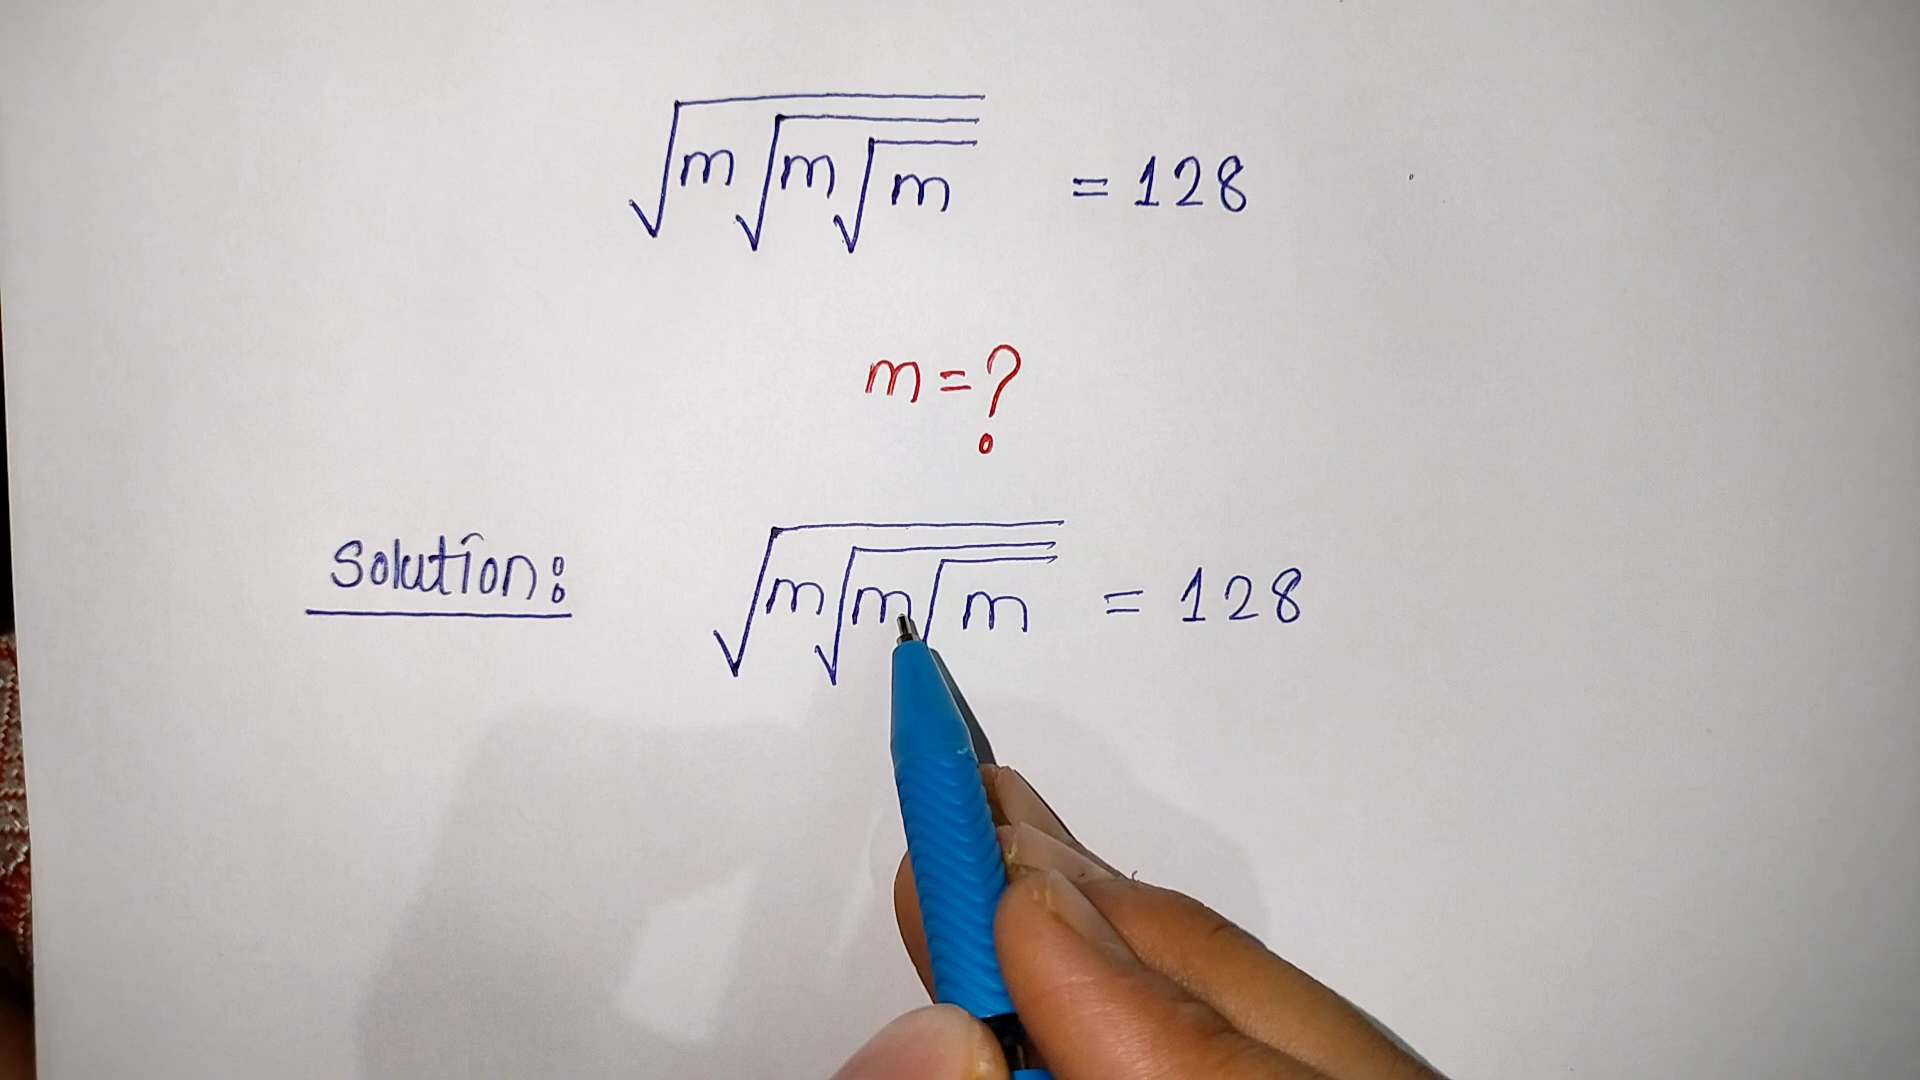 √m√m√m = 128
m = ?
Solution: √m√m√m = 128